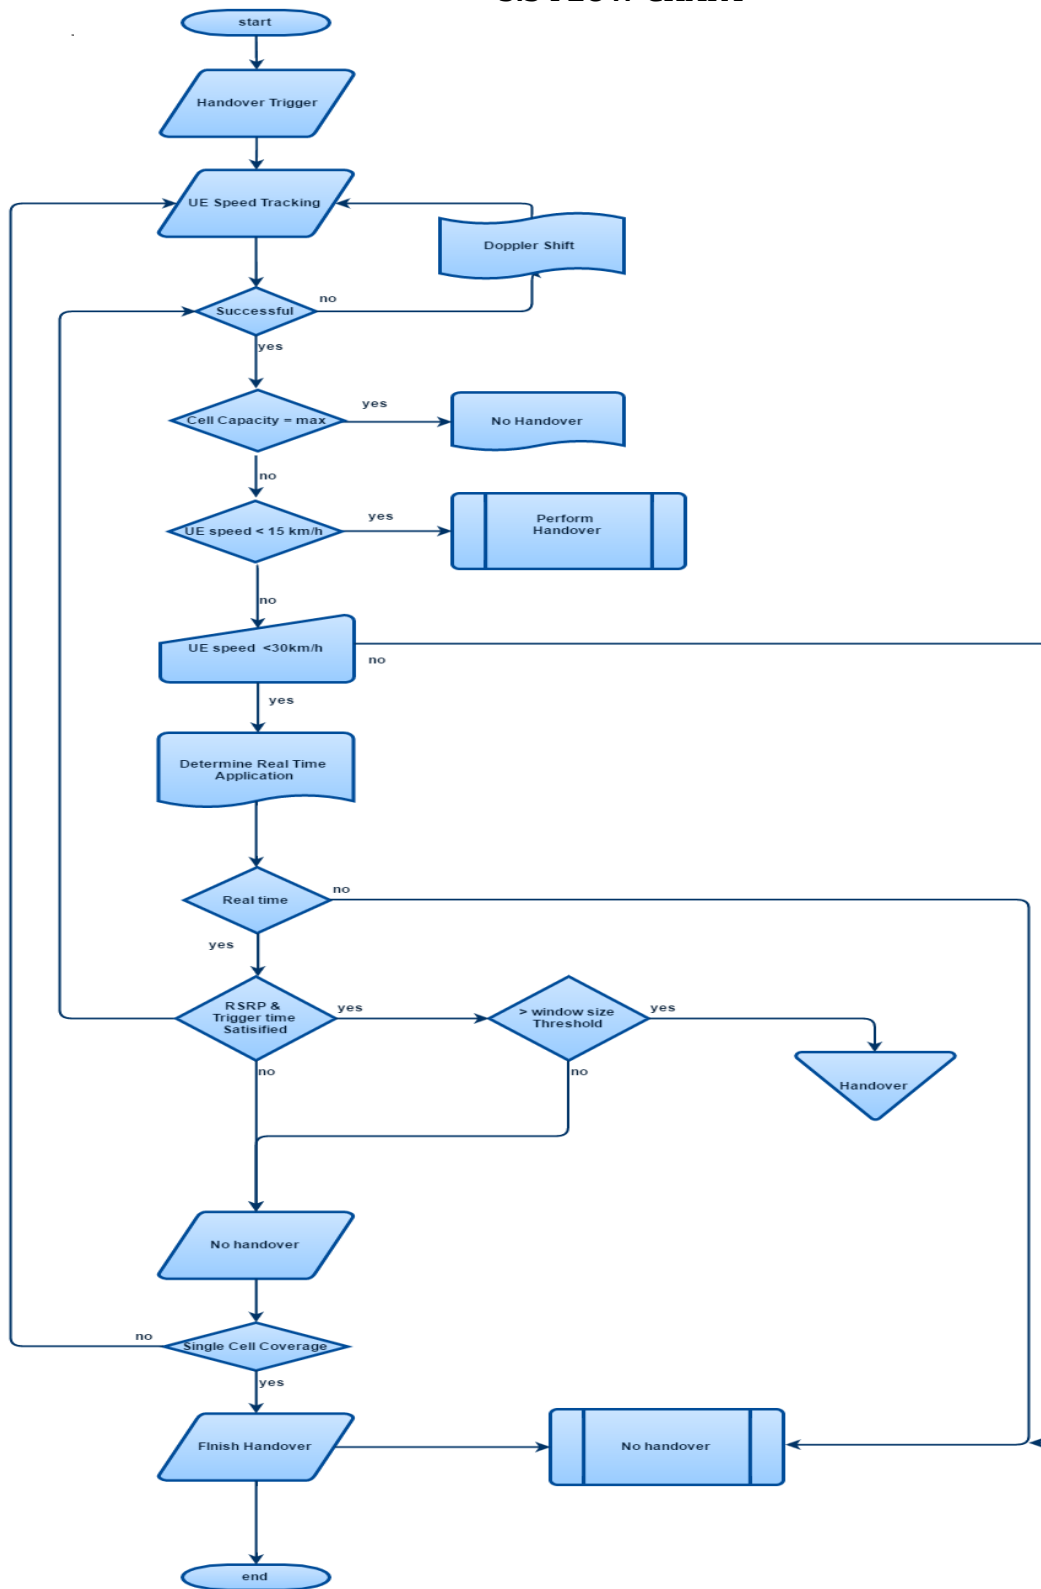 start
Handover Trigger
UE Speed Tracking
Doppler Shift
Successful
no
yes
Cell Capacity = max
yes
No Handover
no
UE speed < 15 km/h
yes
Perform
Handover
no
UE speed <30km/h
no
yes
Determine Real Time
Application
Real time
no
yes
RSRP &
Trigger time
Satisified
yes
> window size
Threshold
yes
no
no
Handover
No handover
no
Single Cell Coverage
yes
FInish Handover
No handover
end